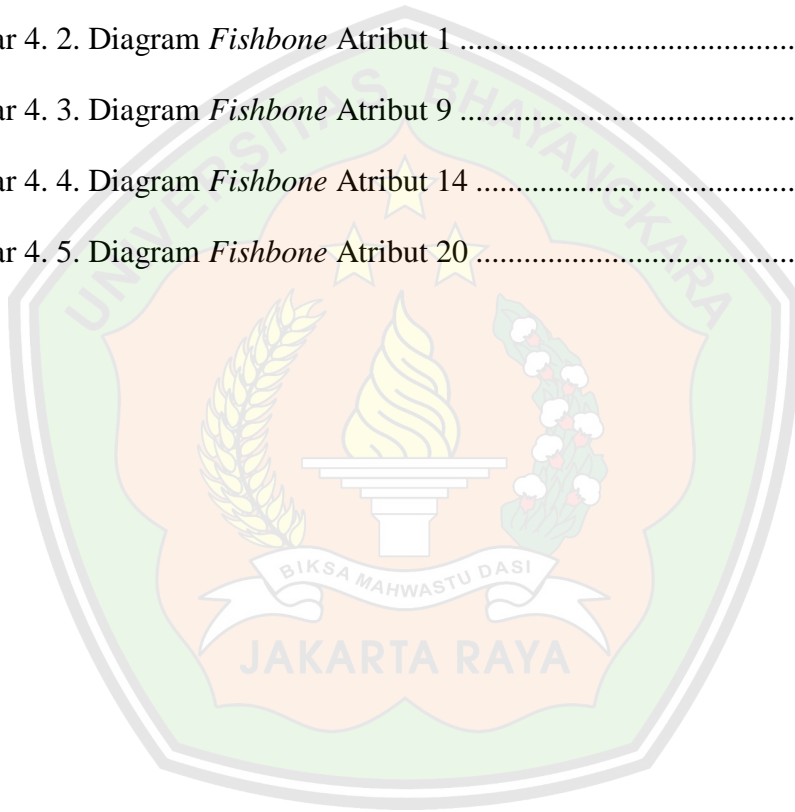 ar 4. 2. Diagram Fishbone Atribut 1 ..........................................
ar 4. 3. Diagram Fishbone Atribut 9 ..........................................
ar 4. 4. Diagram Fishbone Atribut 14 ........................................
ar 4. 5. Diagram Fishbone Atribut 20 ........................................
UNIVERSITAS BHAYANGKARA
BIKSA MAHWASTU DASI
JAKARTA RAYA